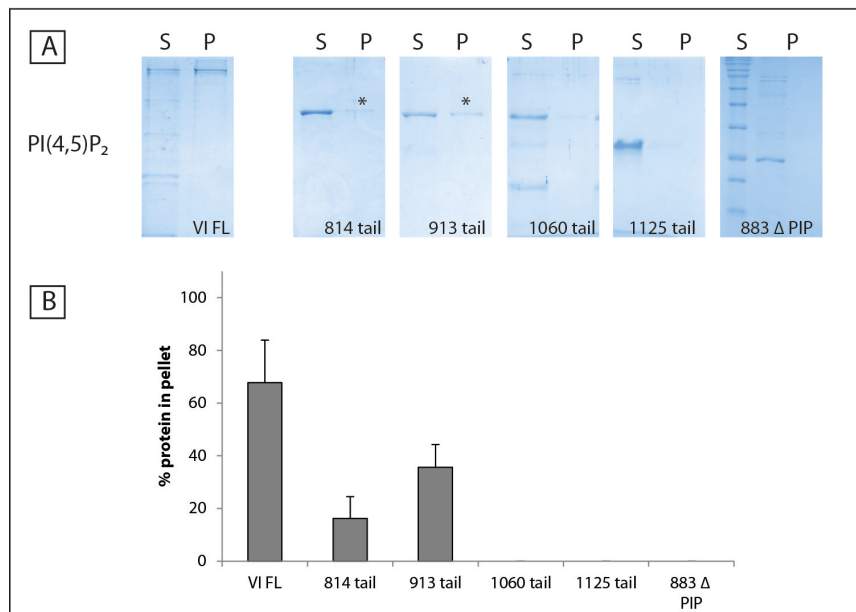 A
S P S P S P S P S P S P
PI(4,5)P₂
* *
VI FL 814 tail 913 tail 1060 tail 1125 tail 883 Δ PIP
B
% protein in pellet
100
80
60
40
20
0
VI FL 814 tail 913 tail 1060 tail 1125 tail 883 Δ
PIP